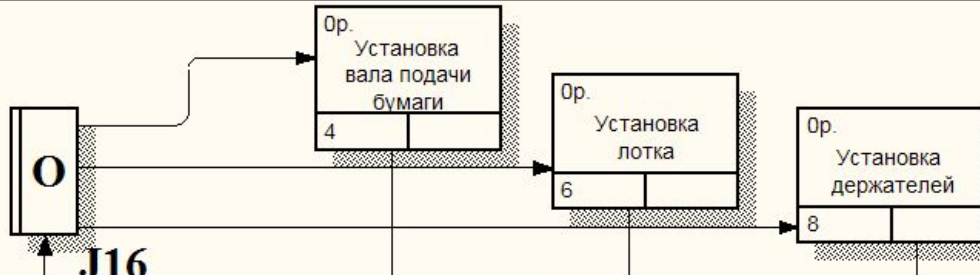 0р.
Установка
вала подачи
бумаги
4
0р.
Установка
лотка
6
0р.
Установка
держателей
8
O
J16